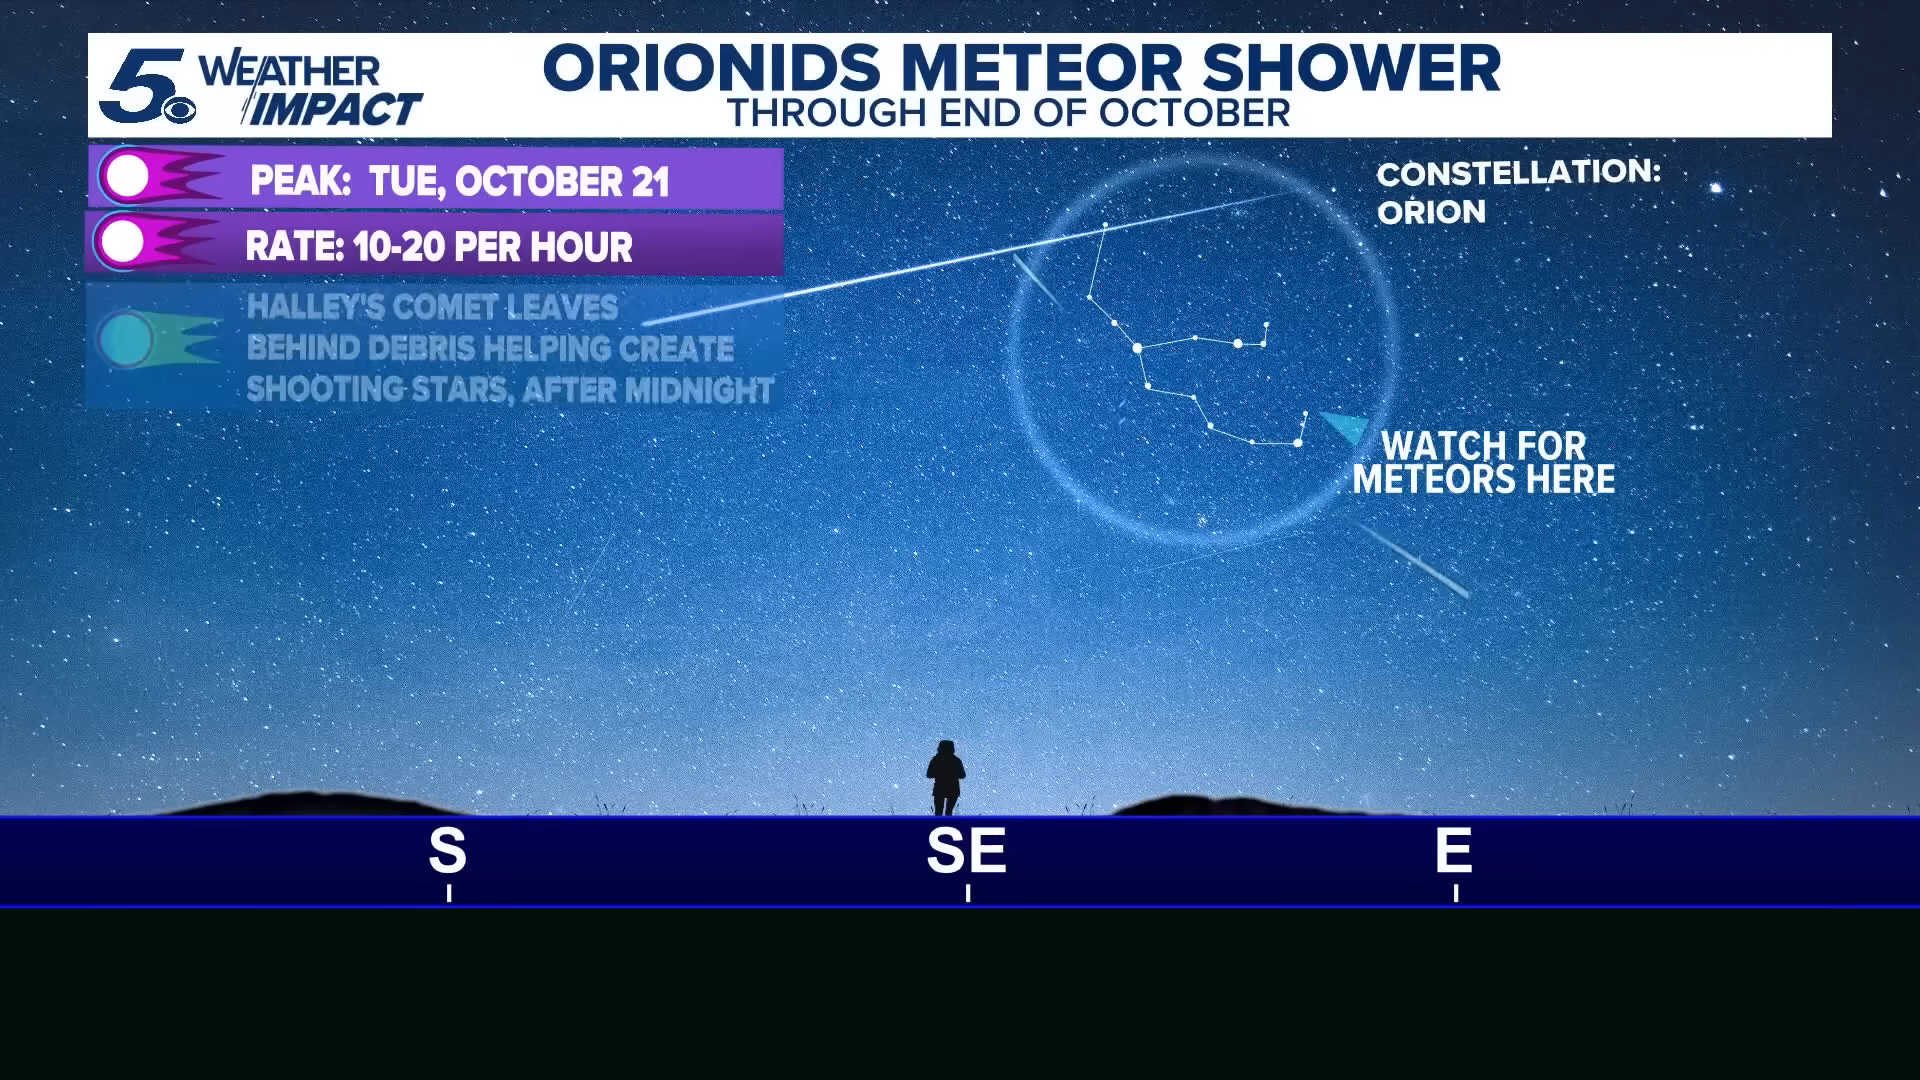 5 WEATHER IMPACT
ORIONIDS METEOR SHOWER
THROUGH END OF OCTOBER
PEAK: TUE, OCTOBER 21
RATE: 10-20 PER HOUR
HALLEY'S COMET LEAVES
BEHIND DEBRIS HELPING CREATE
SHOOTING STARS, AFTER MIDNIGHT
CONSTELLATION:
ORION
WATCH FOR
METEORS HERE
S SE E